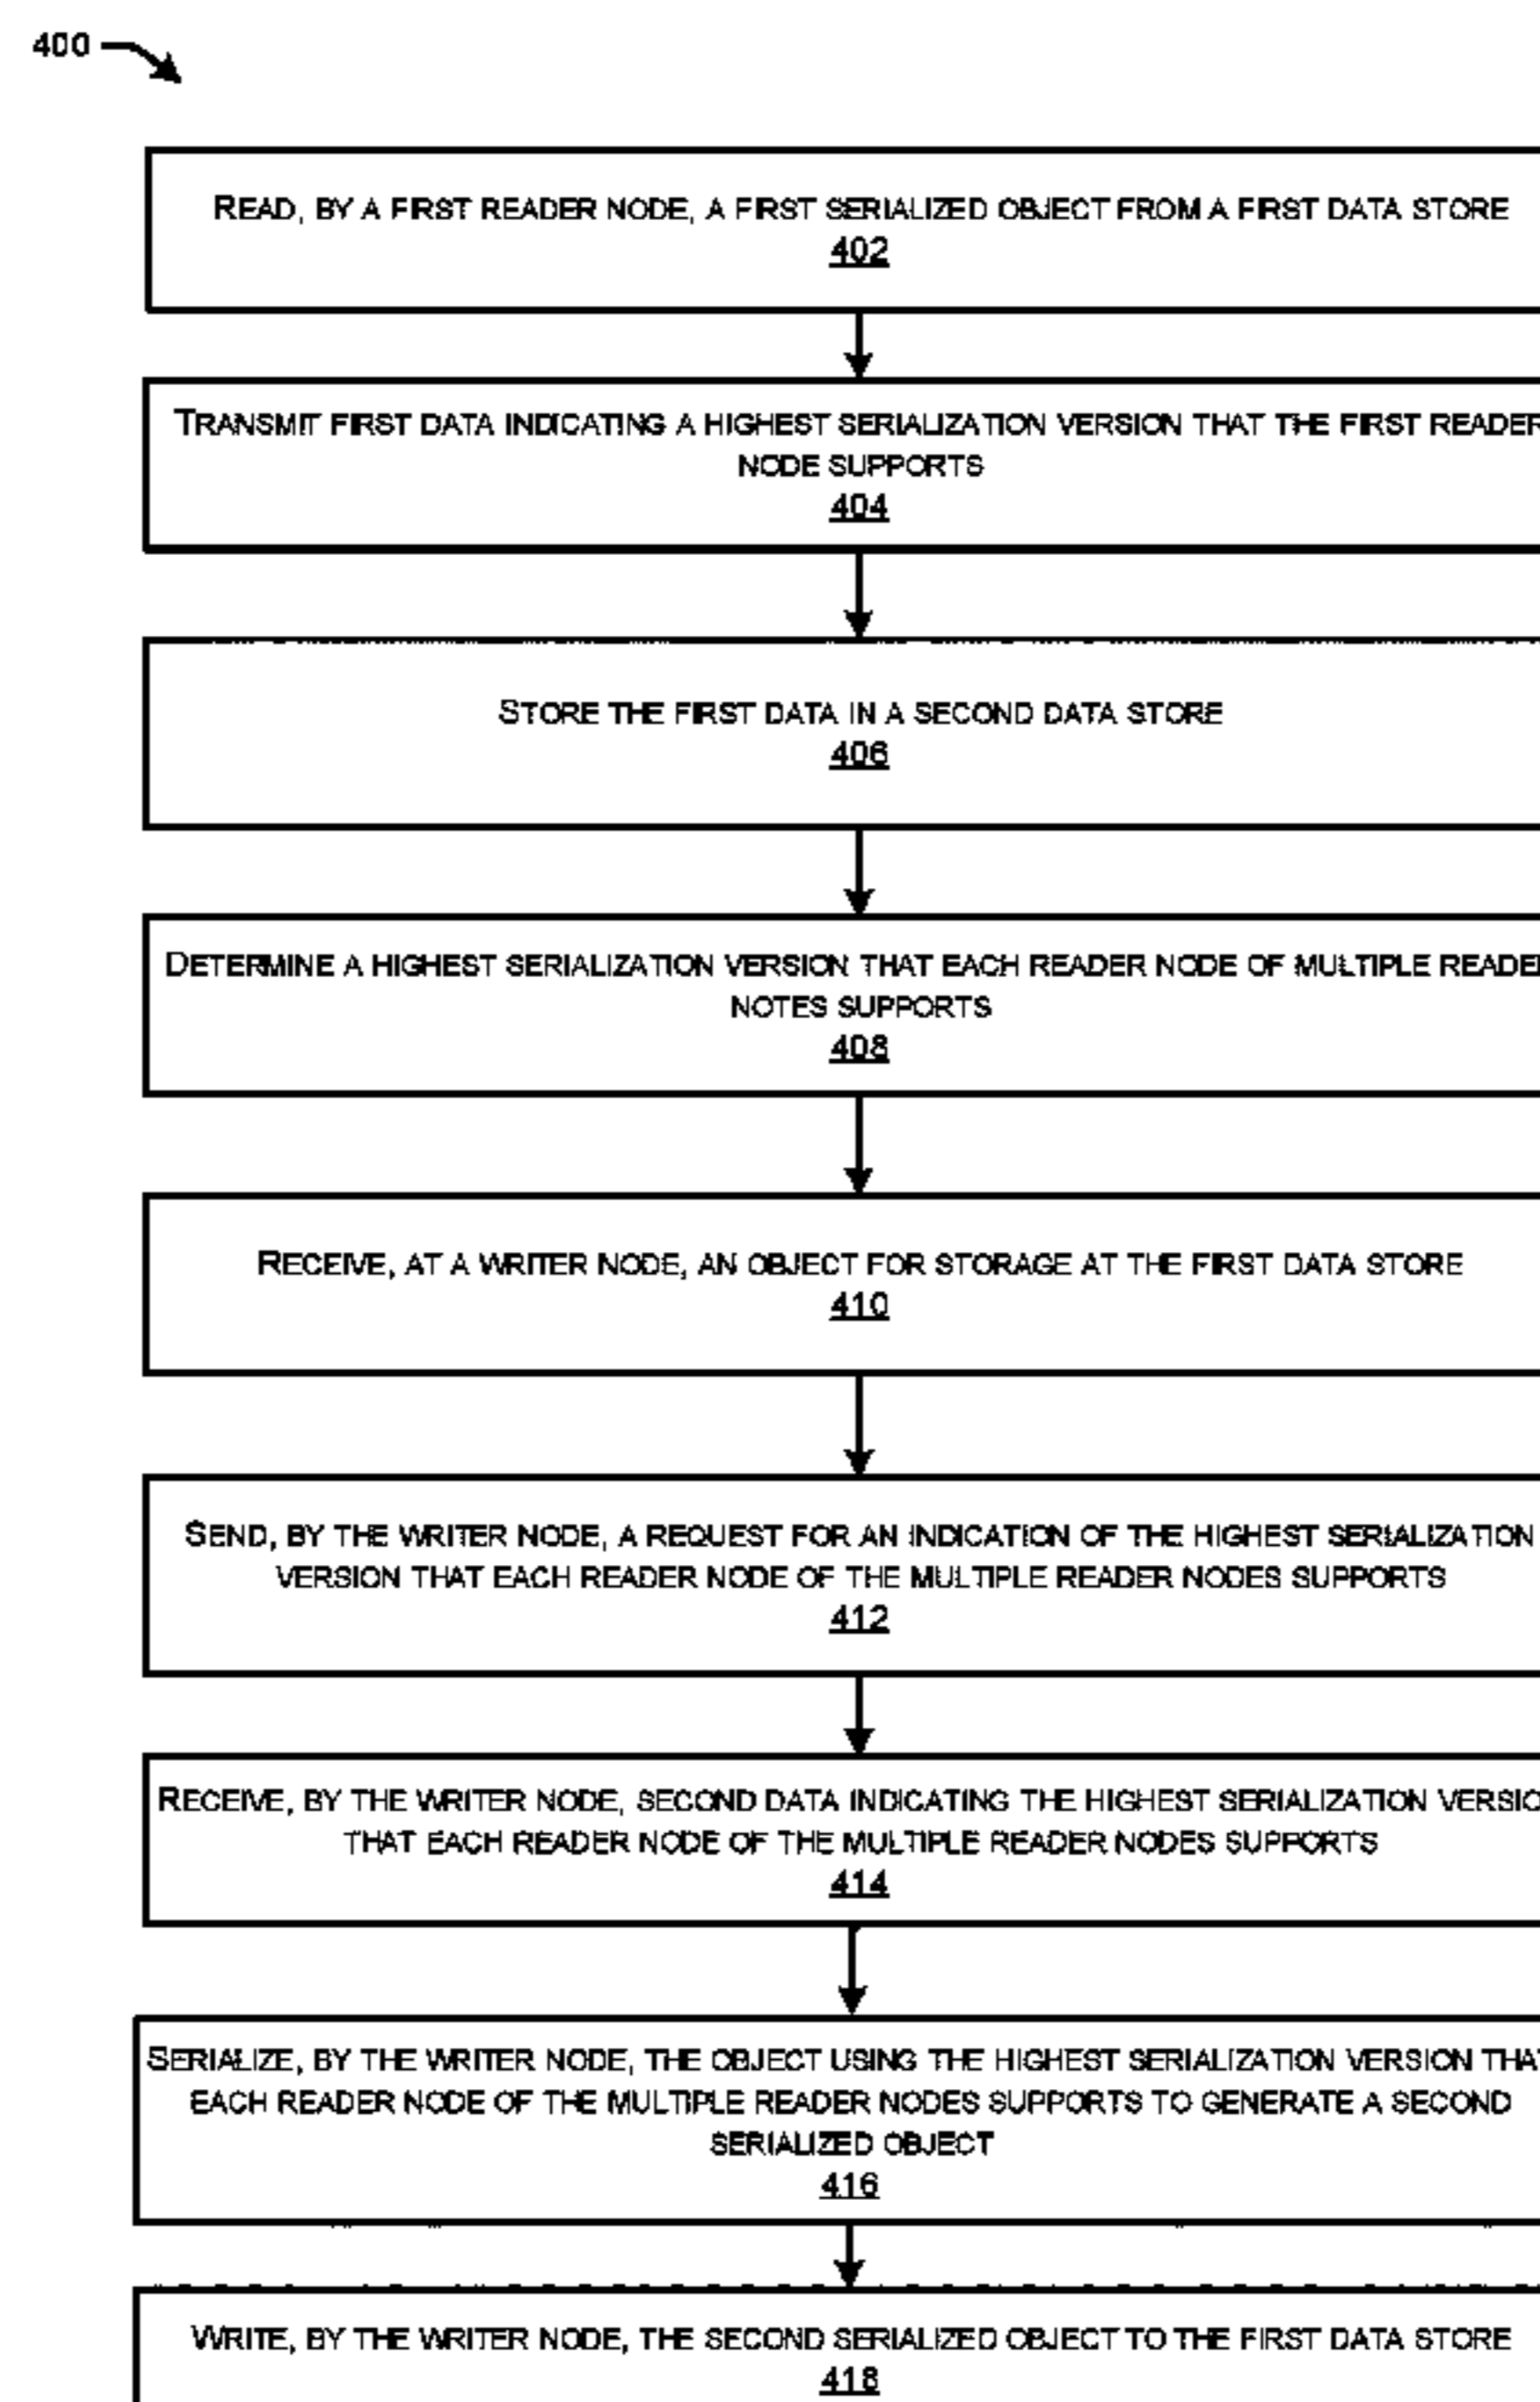 400
READ, BY A FIRST READER NODE, A FIRST SERIALIZED OBJECT FROM A FIRST DATA STORE
402
TRANSMIT FIRST DATA INDICATING A HIGHEST SERIALIZATION VERSION THAT THE FIRST READER
NODE SUPPORTS
404
STORE THE FIRST DATA IN A SECOND DATA STORE
406
DETERMINE A HIGHEST SERIALIZATION VERSION THAT EACH READER NODE OF MULTIPLE READE
NOTES SUPPORTS
408
RECEIVE, AT A WRITER NODE, AN OBJECT FOR STORAGE AT THE FIRST DATA STORE
410
SEND, BY THE WRITER NODE, A REQUEST FOR AN INDICATION OF THE HIGHEST SERIALIZATION
VERSION THAT EACH READER NODE OF THE MULTIPLE READER NODES SUPPORTS
412
RECEIVE, BY THE WRITER NODE, SECOND DATA INDICATING THE HIGHEST SERIALIZATION VERSIO
THAT EACH READER NODE OF THE MULTIPLE READER NODES SUPPORTS
414
SERIALIZE, BY THE WRITER NODE, THE OBJECT USING THE HIGHEST SERIALIZATION VERSION THAT
EACH READER NODE OF THE MULTIPLE READER NODES SUPPORTS TO GENERATE A SECOND
SERIALIZED OBJECT
416
WRITE, BY THE WRITER NODE, THE SECOND SERIALIZED OBJECT TO THE FIRST DATA STORE
418